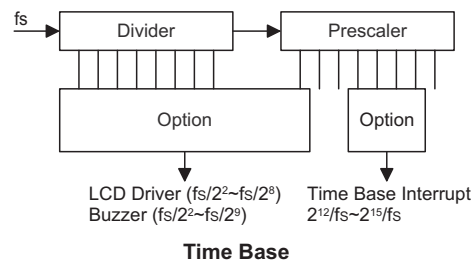 fs
Divider
Prescaler
Option
Option
LCD Driver (fs/2²~fs/2⁸)
Buzzer (fs/2²~fs/2⁹)
Time Base Interrupt
2¹²/fs~2¹⁵/fs
Time Base